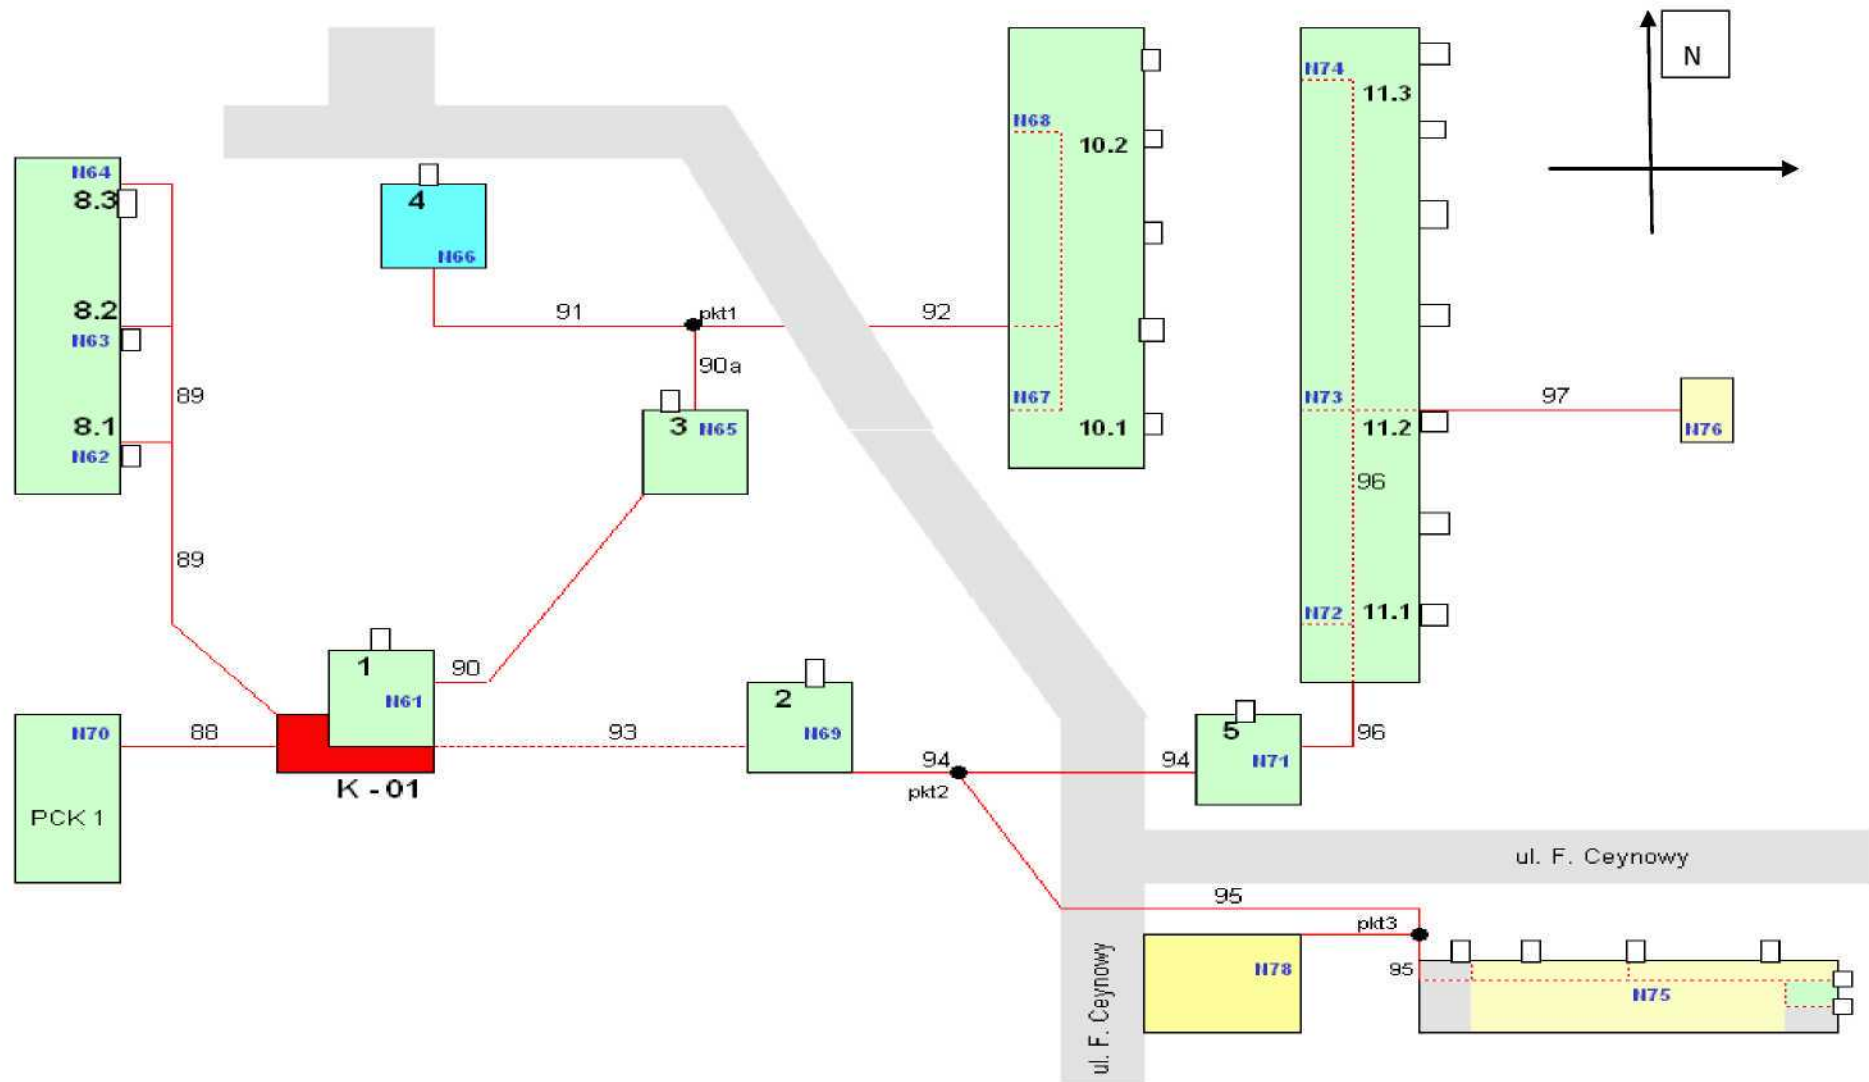 N
N74
11.3
N68
10.2
N64
8.3
4
N66
8.2
N63
91
pkt1
92
90a
89
N67
10.1
3
N65
8.1
N62
N73
11.2
97
N76
96
89
N72
11.1
1
N61
90
2
N69
N70
88
93
K - 01
PCK 1
94
pkt2
94
5
N71
96
ul. F. Ceynowy
95
pkt3
95
N78
N75
ul. F. Ceynowy